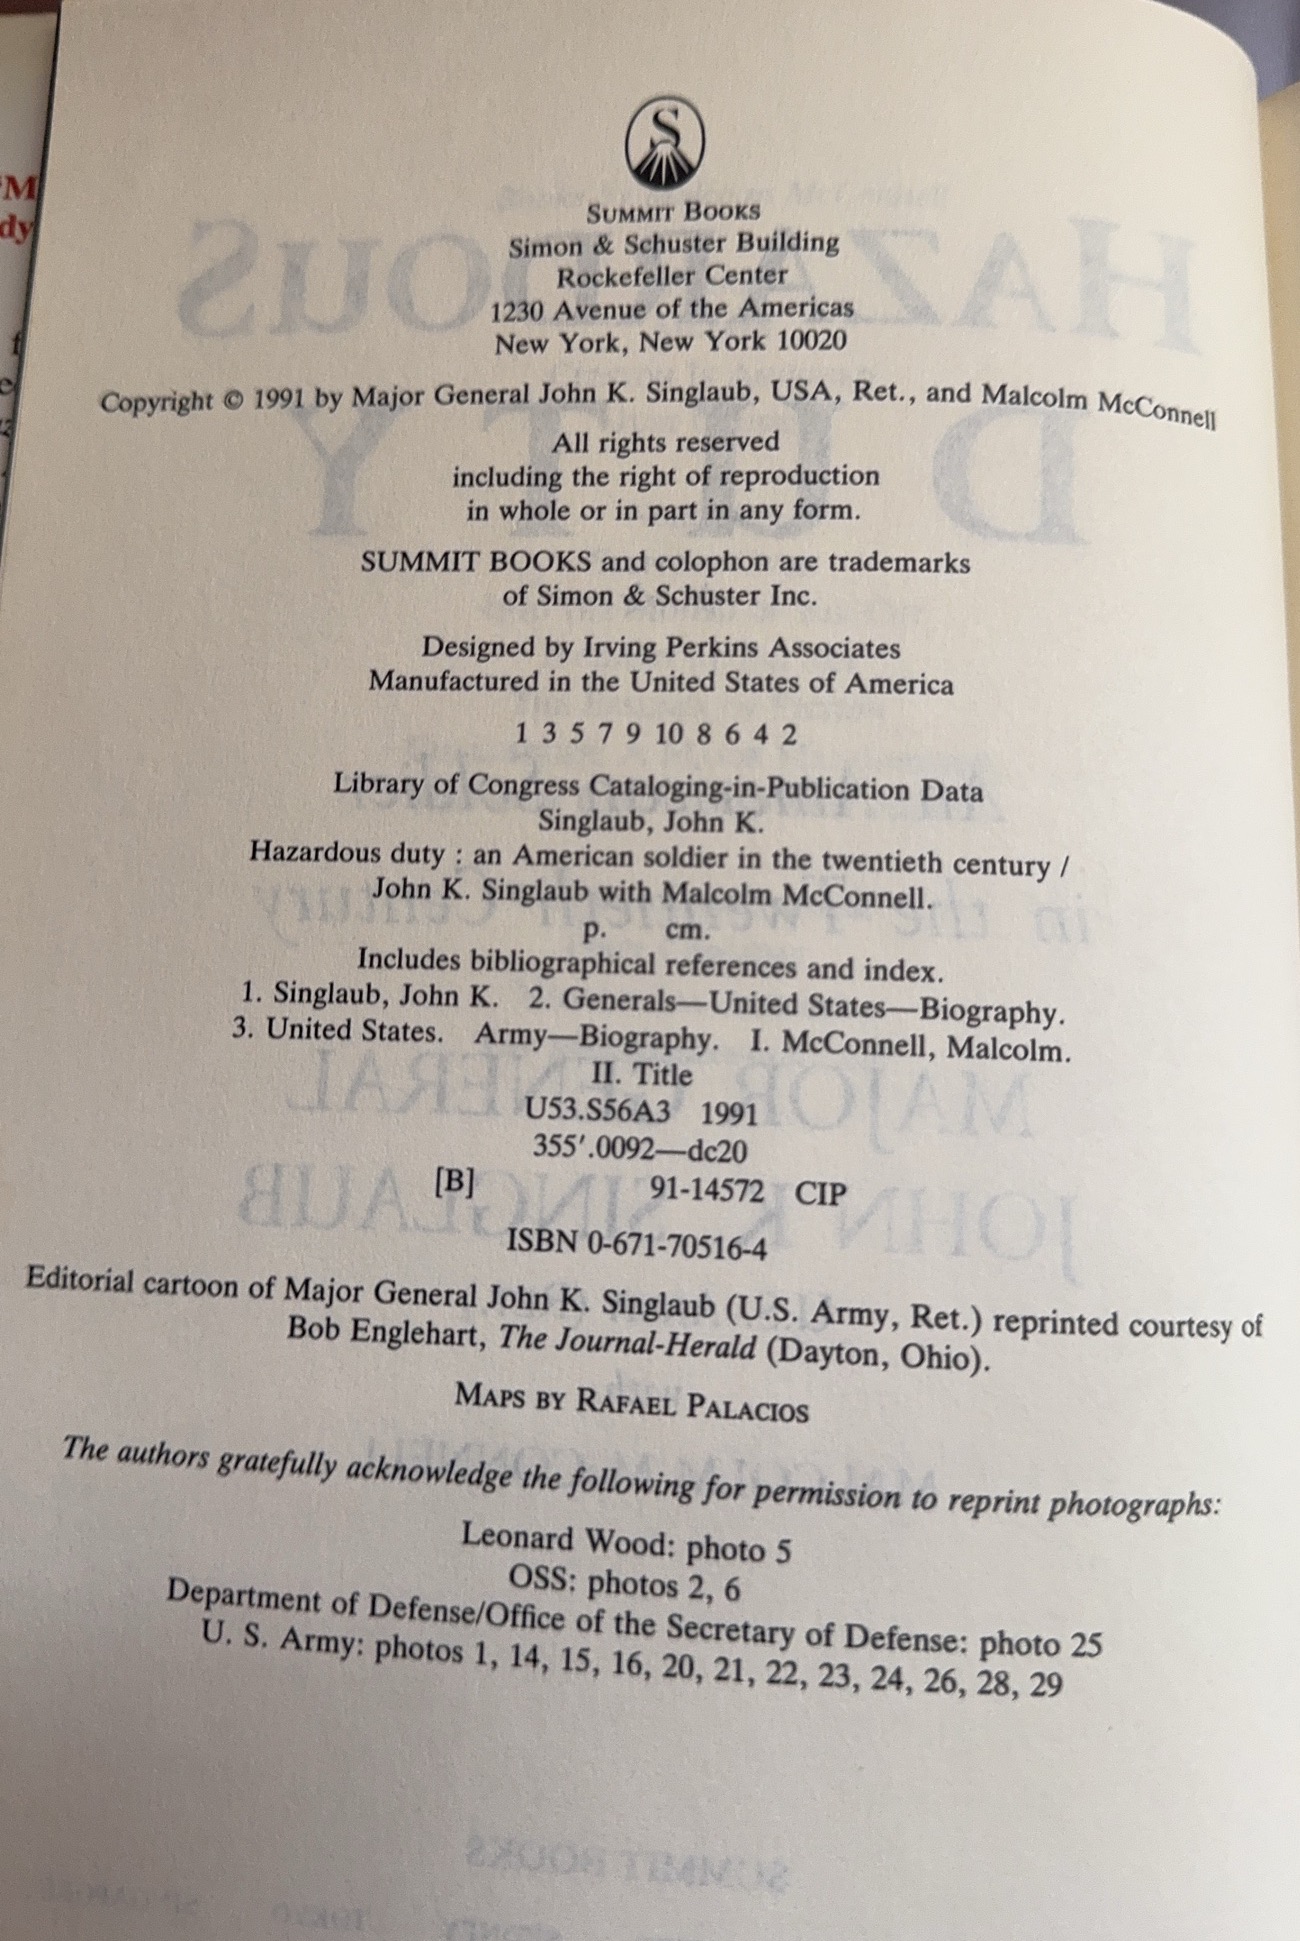 S
SUMMIT BOOKS
Simon & Schuster Building
Rockefeller Center
1230 Avenue of the Americas
New York, New York 10020
Copyright © 1991 by Major General John K. Singlaub, USA, Ret., and Malcolm McConnell
All rights reserved
including the right of reproduction
in whole or in part in any form.
SUMMIT BOOKS and colophon are trademarks
of Simon & Schuster Inc.
Designed by Irving Perkins Associates
Manufactured in the United States of America
1 3 5 7 9 10 8 6 4 2
Library of Congress Cataloging-in-Publication Data
Singlaub, John K.
Hazardous duty : an American soldier in the twentieth century /
John K. Singlaub with Malcolm McConnell.
p. cm.
Includes bibliographical references and index.
1. Singlaub, John K. 2. Generals—United States—Biography.
3. United States. Army—Biography. I. McConnell, Malcolm.
II. Title
U53.S56A3 1991
355′.0092—dc20
[B] 91-14572 CIP
ISBN 0-671-70516-4
Editorial cartoon of Major General John K. Singlaub (U.S. Army, Ret.) reprinted courtesy of
Bob Englehart, The Journal-Herald (Dayton, Ohio).
MAPS BY RAFAEL PALACIOS
The authors gratefully acknowledge the following for permission to reprint photographs:
Leonard Wood: photo 5
OSS: photos 2, 6
Department of Defense/Office of the Secretary of Defense: photo 25
U. S. Army: photos 1, 14, 15, 16, 20, 21, 22, 23, 24, 26, 28, 29